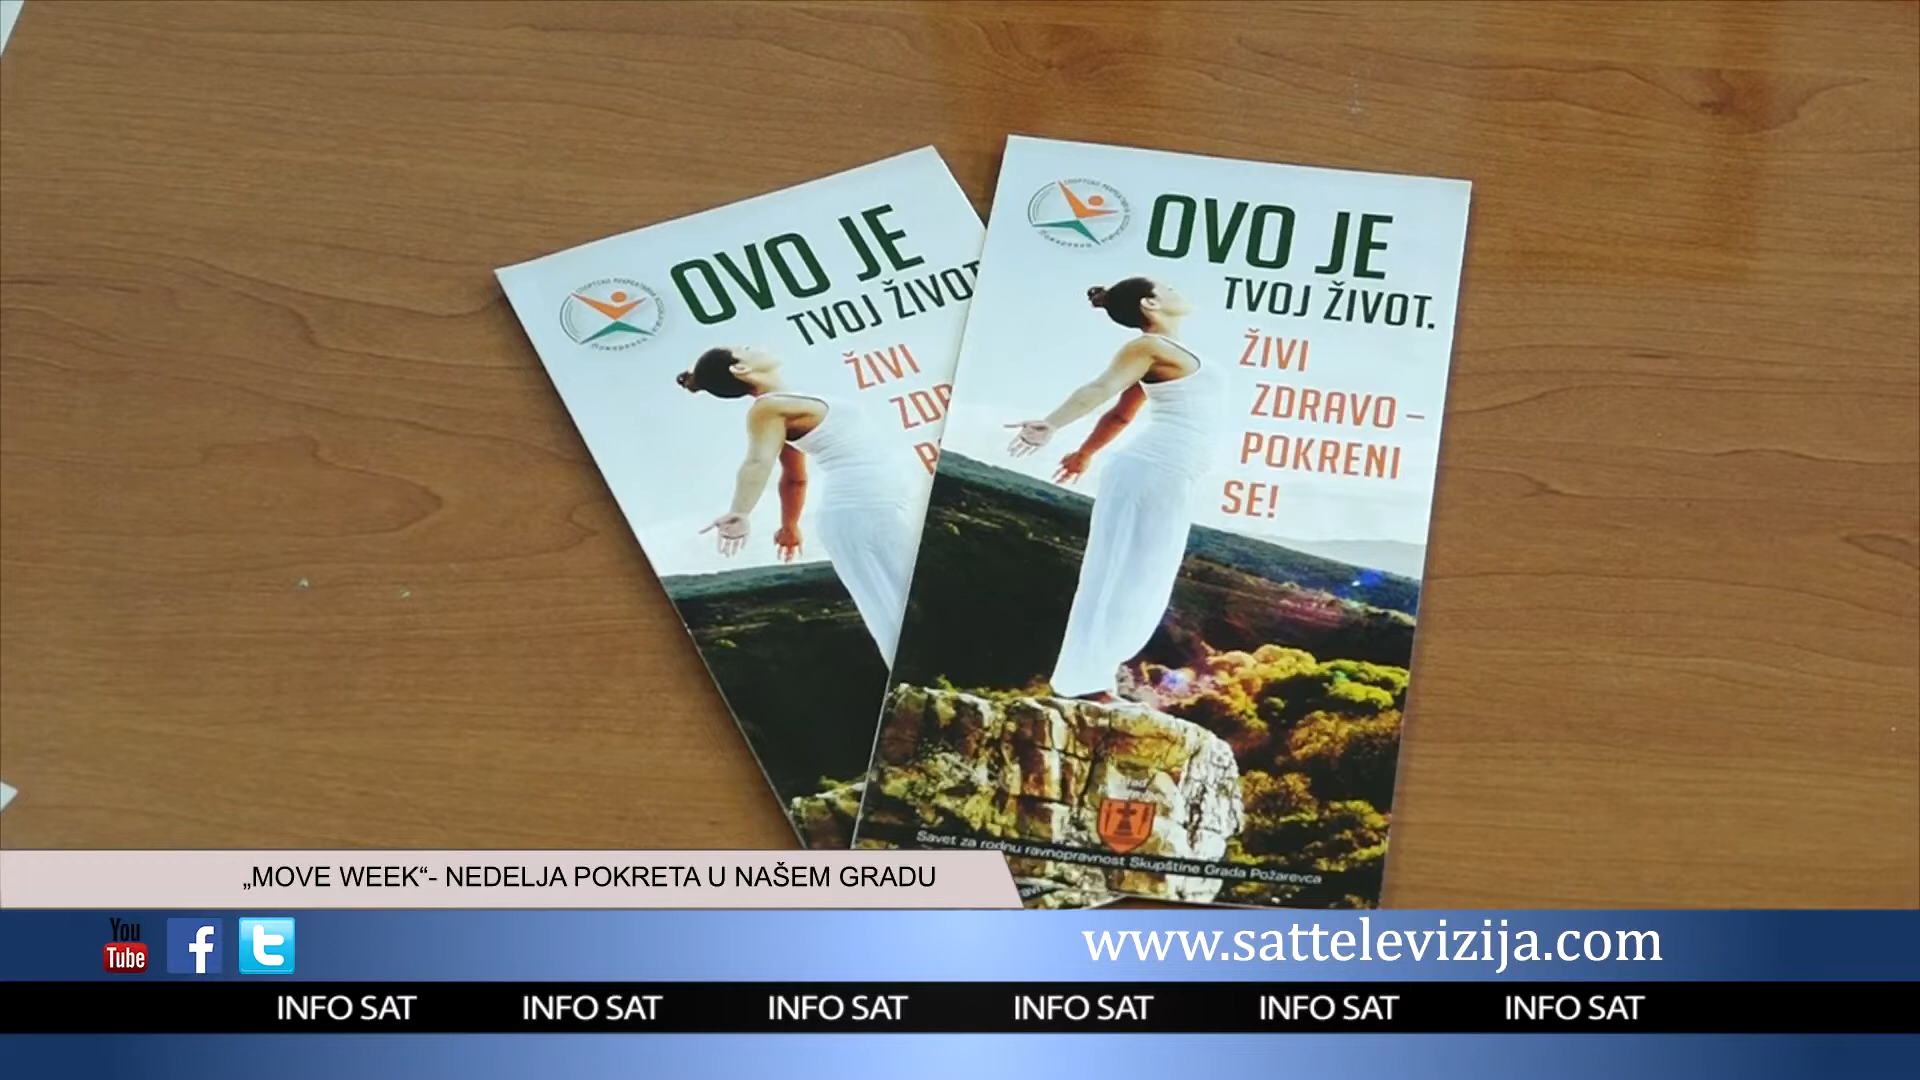 OVO JE
TVOJ ŽIVOT
ŽIVI
OVO JE
TVOJ ŽIVOT.
ŽIVI
ZDRAVO –
POKRENI
SE!
Savet za rodnu ravnopravnost Skupštine Grada Požarevca
„MOVE WEEK“- NEDELJA POKRETA U NAŠEM GRADU
You
Tube
www.sattelevizija.com
INFO SAT INFO SAT INFO SAT INFO SAT INFO SAT INFO SAT